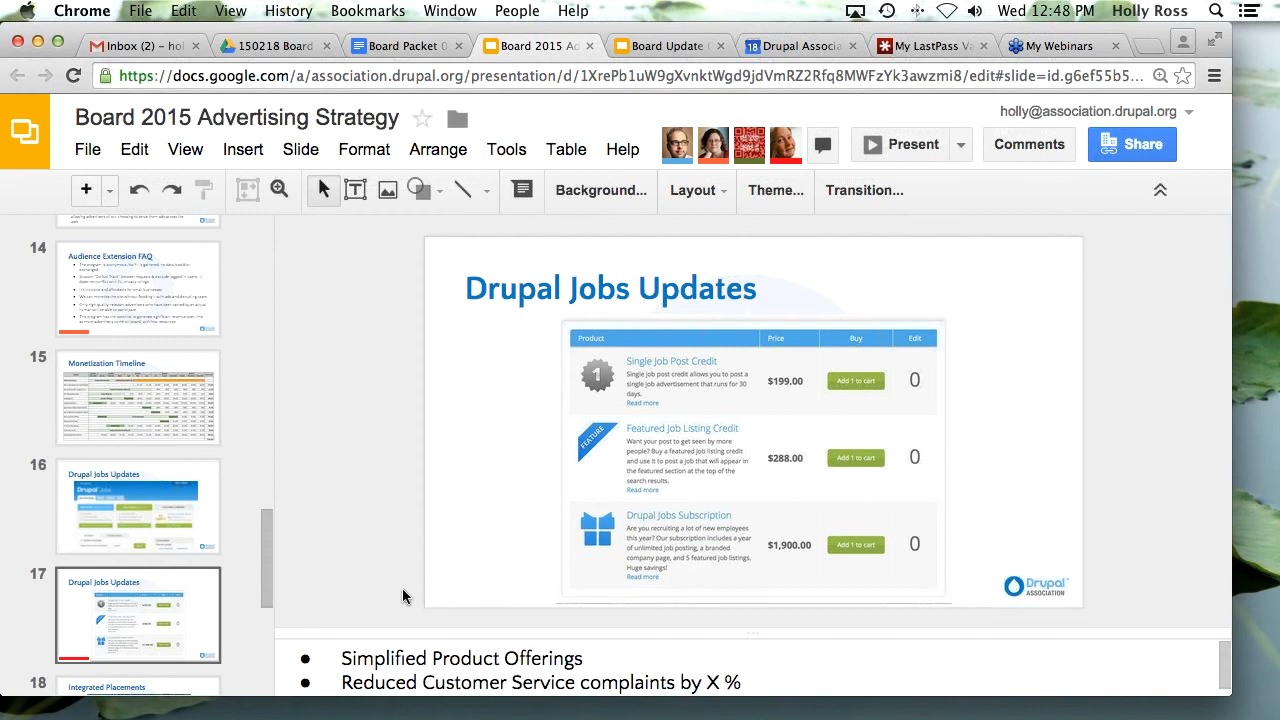 Chrome File Edit View History Bookmarks Window People Help Wed 12:48 PM Holly Ross
Inbox (2) – hol × 150218 Board × Board Packet 0 × Board 2015 Ad × Board Update × Drupal Associa × My LastPass Va × My Webinars ×
https://docs.google.com/a/association.drupal.org/presentation/d/1XrePb1uW9gXvnktWgd9jdVmRZ2Rfq8MWFzYk3awzmi8/edit#slide=id.g6ef55b5...
Board 2015 Advertising Strategy
holly@association.drupal.org
File Edit View Insert Slide Format Arrange Tools Table Help
Present Comments Share
Background... Layout Theme... Transition...
14
Audience Extension FAQ
15
Monetization Timeline
16
Drupal Jobs Updates
17
Drupal Jobs Updates
18
Integrated Placements
Drupal Jobs Updates
Product Price Buy Edit
1
Single Job Post Credit
Single job post credit allows you to post a
single job advertisement that runs for 30
days.
Read more
$199.00 Add 1 to cart 0
FEATURE
Featured Job Listing Credit
Want your post to get seen by more
people? Buy a featured job listing credit
and use it to post a job that will appear in
the featured section at the top of the
search results.
Read more
$288.00 Add 1 to cart 0
Drupal Jobs Subscription
Are you recruiting a lot of new employees
this year? Our subscription includes a year
of unlimited job posting, a branded
company page, and 5 featured job listings.
Huge savings!
Read more
$1,900.00 Add 1 to cart 0
Drupal™
ASSOCIATION
● Simplified Product Offerings
● Reduced Customer Service complaints by X %